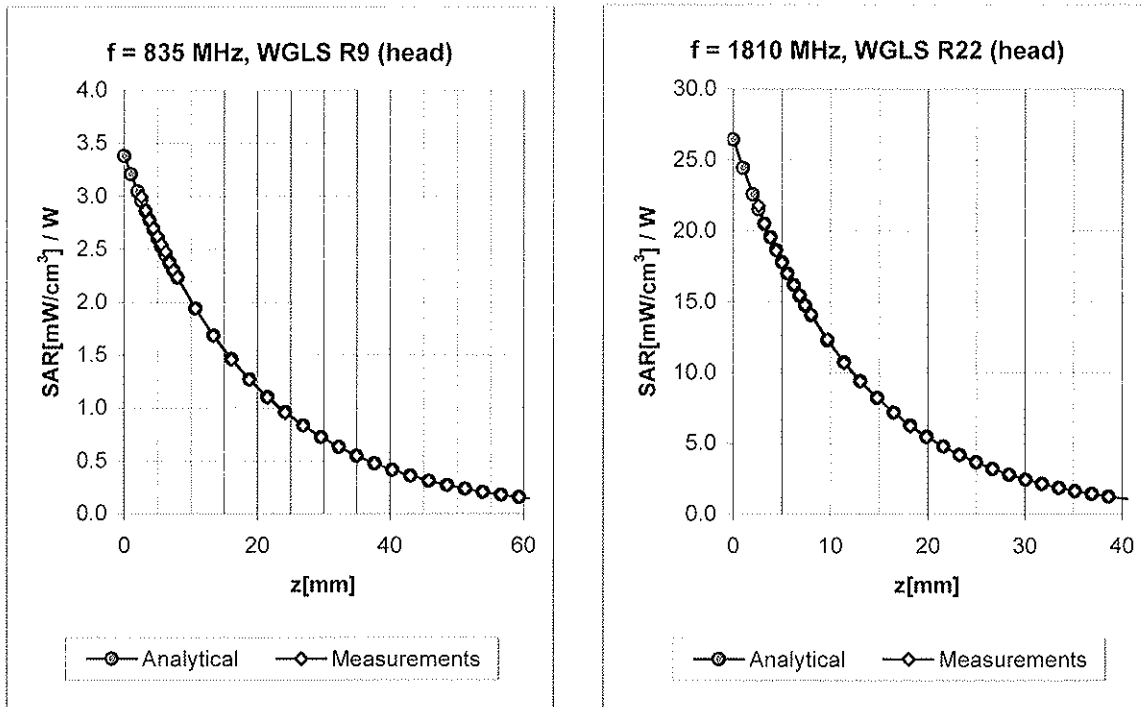 f = 835 MHz, WGLS R9 (head)
4.0
3.5
3.0
2.5
2.0
1.5
1.0
0.5
0.0
SAR[mW/cm³] / W
0 20 40 60
z[mm]
Analytical Measurements
f = 1810 MHz, WGLS R22 (head)
30.0
25.0
20.0
15.0
10.0
5.0
0.0
SAR[mW/cm³] / W
0 10 20 30 40
z[mm]
Analytical Measurements